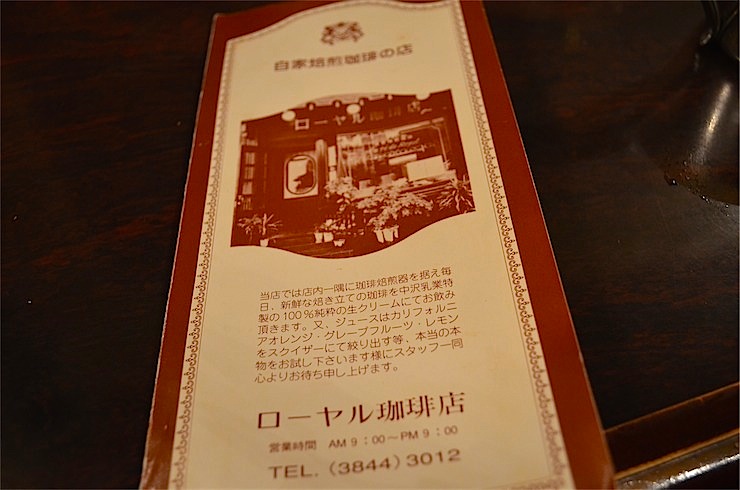 自家焙煎珈琲の店
ローヤル珈琲店
当店では店内一隅に珈琲焙煎器を据え毎
日、新鮮な焙き立ての珈琲を中沢乳業特
製の100%純粋の生クリームにてお飲み
頂きます。又、ジュースはカリフォルニ
アオレンジ・グレープフルーツ・レモン
をスクイザーにて絞り出す等、本当の本
物をお試し下さいます様にスタッフ一同
心よりお待ち申し上げます。
ローヤル珈琲店
営業時間 AM 9：00〜PM 9：00
TEL. (3844) 3012